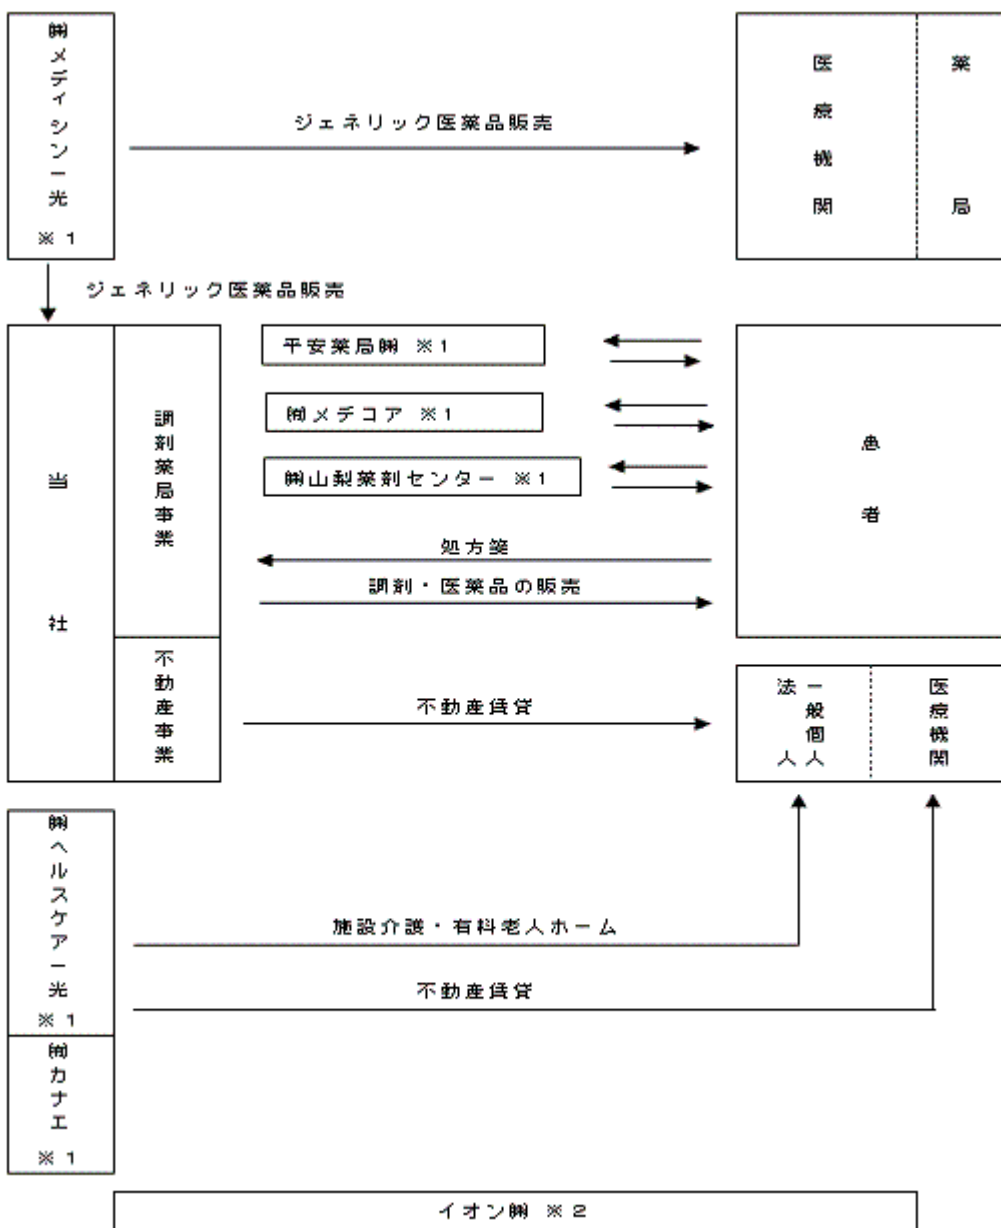 ㈱メディシン一光
※1
ジェネリック医薬品販売
医療機関
薬局
ジェネリック医薬品販売
当社
調剤薬局事業
平安薬局㈱ ※1
㈲メデコア ※1
㈱山梨薬剤センター ※1
処方箋
調剤・医薬品の販売
患者
不動産事業
不動産賃貸
一般個人
法人
医療機関
㈱ヘルスケア一光
※1
施設介護・有料老人ホーム
不動産賃貸
㈲カナエ
※1
イオン㈱ ※2